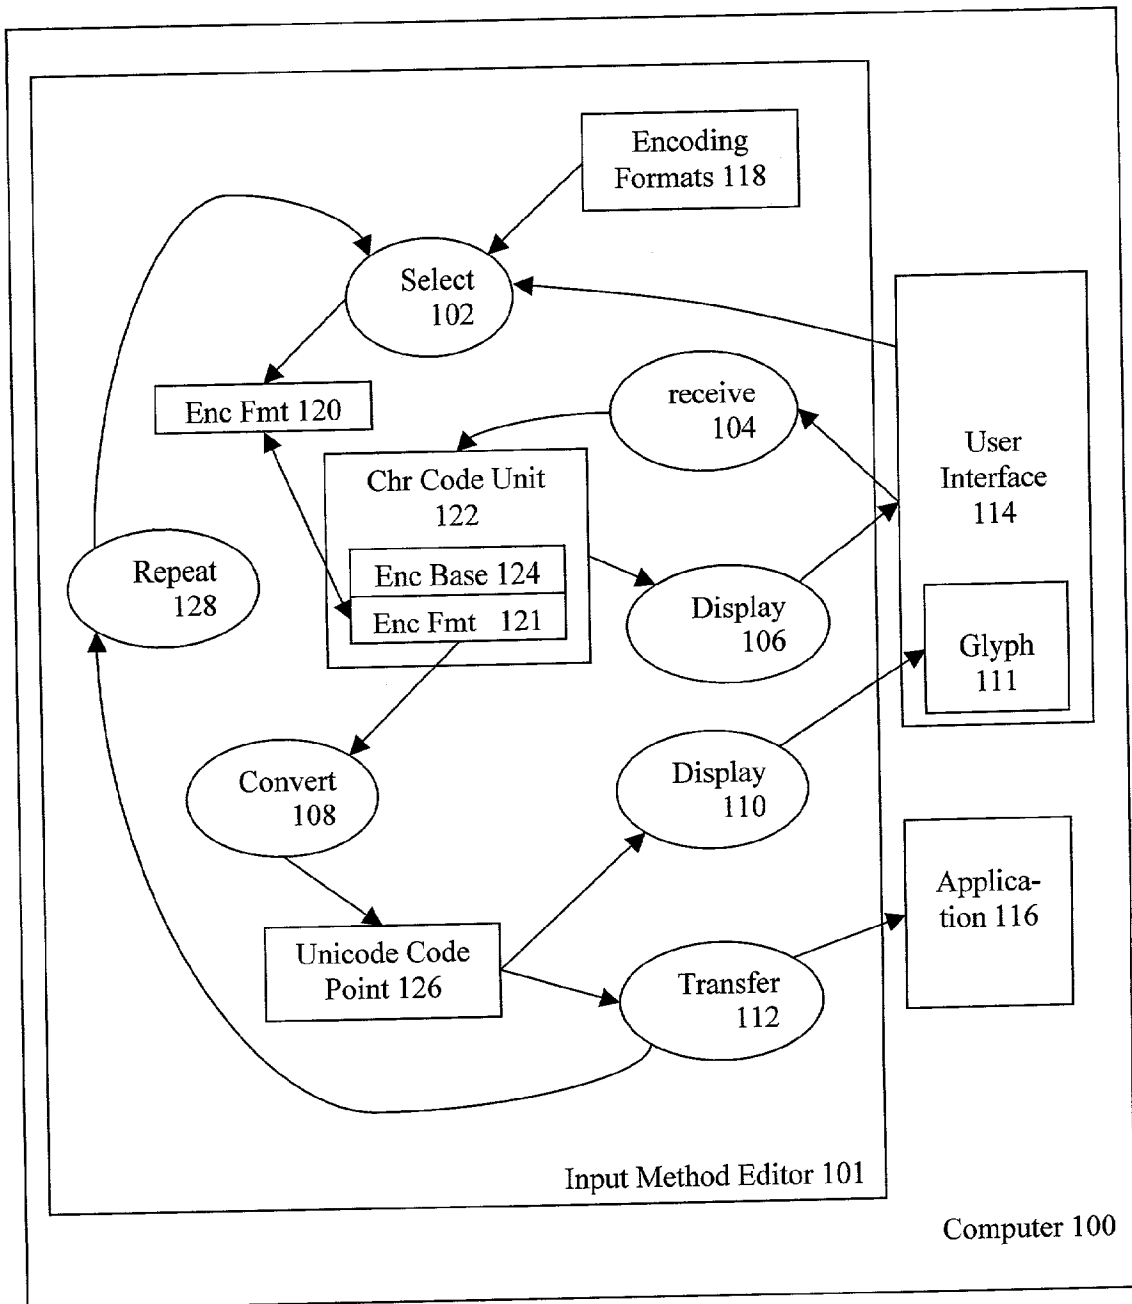 Encoding
Formats 118
Select
102
Enc Fmt 120
receive
104
User
Interface
114
Chr Code Unit
122
Enc Base 124
Enc Fmt 121
Repeat
128
Display
106
Glyph
111
Convert
108
Display
110
Applica-
tion 116
Unicode Code
Point 126
Transfer
112
Input Method Editor 101
Computer 100